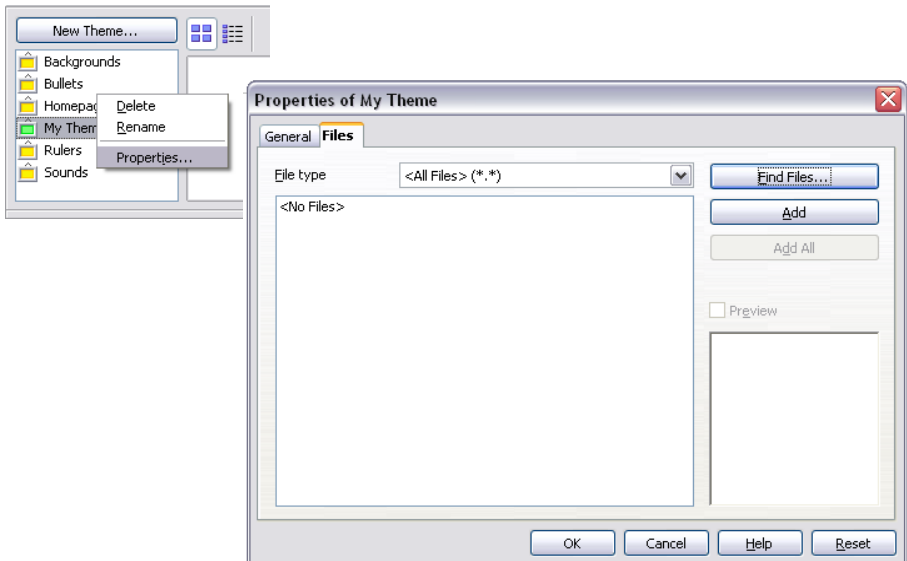 New Theme...
Backgrounds
Bullets
Homepag
My Them
Rulers
Sounds
Delete
Rename
Properties...
Properties of My Theme
General Files
File type <All Files> (*.*) Find Files...
<No Files>
Add
Add All
Preview
OK Cancel Help Reset